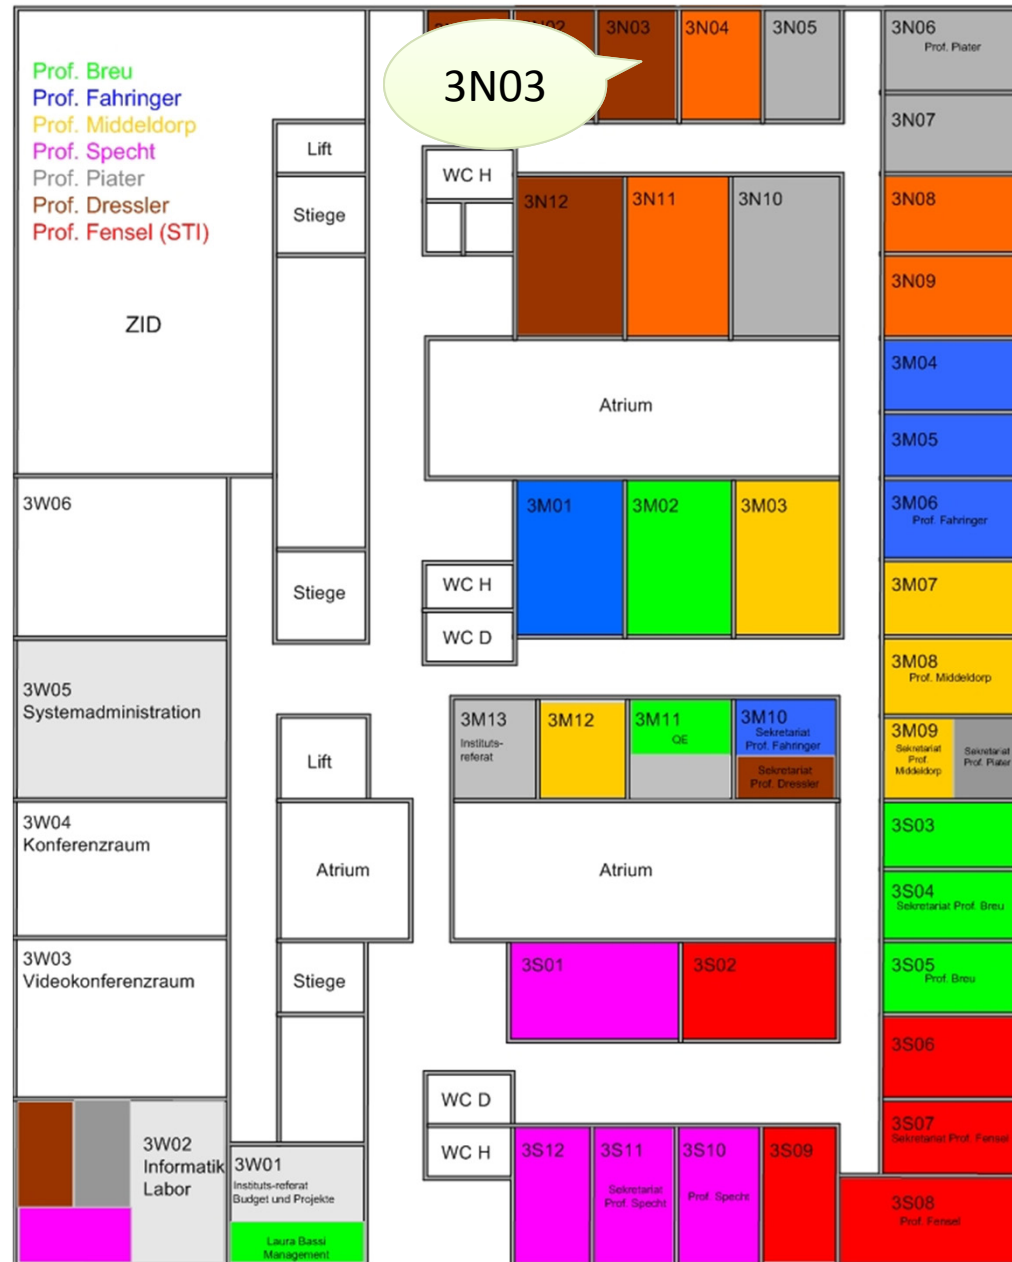 Prof. Breu
Prof. Fahringer
Prof. Middeldorp
Prof. Specht
Prof. Piater
Prof. Dressler
Prof. Fensel (STI)
ZID
Lift
Stiege
Stiege
3N03
3N03
3N04
3N05
3N06
Prof. Piater
3N07
3N08
3N09
WC H
3N12
3N11
3N10
Atrium
3M04
3M05
3M06
Prof. Fahringer
3M07
3M08
Prof. Middeldorp
3M09
Sekretariat
Prof.
Middeldorp
Sekretariat
Prof. Piater
3M01
3M02
3M03
WC H
WC D
3W06
3W05
Systemadministration
3W04
Konferenzraum
3W03
Videokonferenzraum
3W02
Informatik
Labor
3W01
Instituts-referat
Budget und Projekte
Laura Bassi
Management
Lift
Atrium
Stiege
3M13
Instituts-
referat
3M12
3M11
QE
3M10
Sekretariat
Prof. Fahringer
Sekretariat
Prof. Dressler
Atrium
3S01
3S02
3S03
3S04
Sekretariat Prof. Breu
3S05
Prof. Breu
3S06
3S07
Sekretariat Prof. Fensel
3S08
Prof. Fensel
WC D
WC H
3S12
3S11
Sekretariat
Prof. Specht
3S10
Prof. Specht
3S09